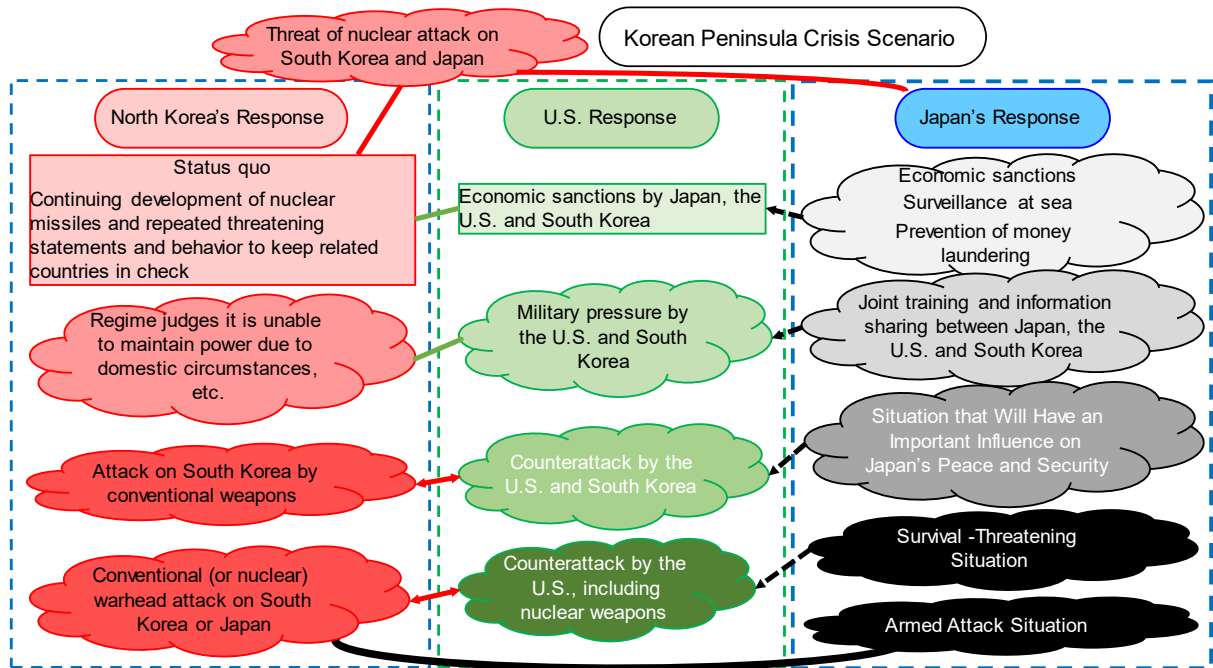 Threat of nuclear attack on
South Korea and Japan
Korean Peninsula Crisis Scenario
North Korea’s Response
U.S. Response
Japan’s Response
Status quo
Continuing development of nuclear
missiles and repeated threatening
statements and behavior to keep related
countries in check
Economic sanctions by Japan, the
U.S. and South Korea
Economic sanctions
Surveillance at sea
Prevention of money
laundering
Regime judges it is unable
to maintain power due to
domestic circumstances,
etc.
Military pressure by
the U.S. and South
Korea
Joint training and information
sharing between Japan, the
U.S. and South Korea
Attack on South Korea by
conventional weapons
Counterattack by the
U.S. and South Korea
Situation that Will Have an
Important Influence on
Japan’s Peace and Security
Conventional (or nuclear)
warhead attack on South
Korea or Japan
Counterattack by the
U.S., including
nuclear weapons
Survival -Threatening
Situation
Armed Attack Situation